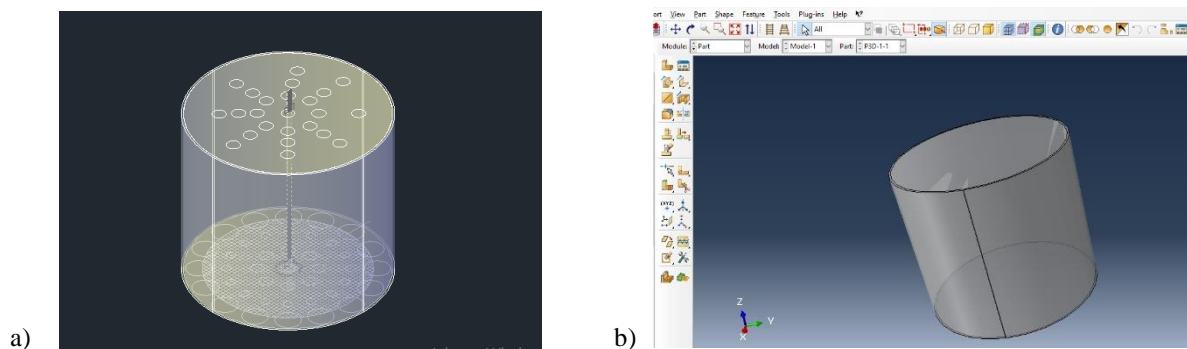 ort View Part Shape Feature Tools Plug-ins Help
All
Module: Part Model: Model-1 Part: P3D-1-1
(XYZ)
Z
Y
X
a)
b)